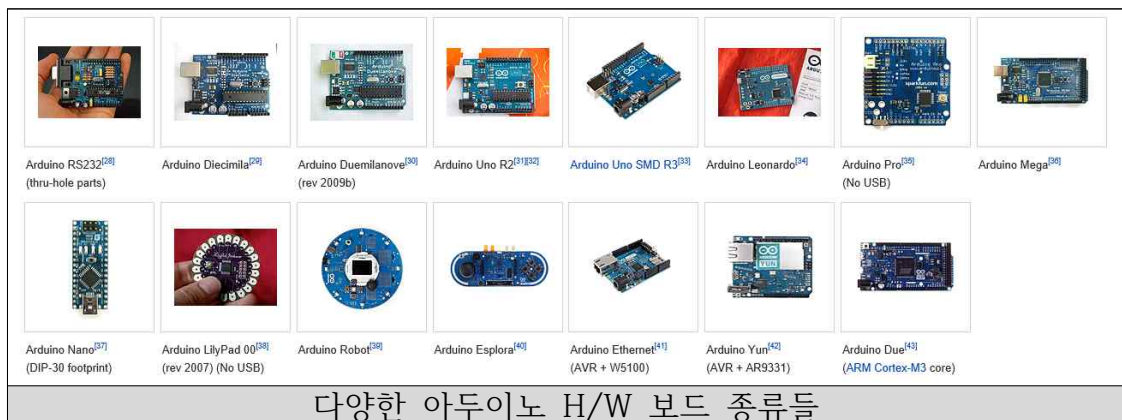 Arduino RS232[28]
(thru-hole parts)
Arduino Diecimila[29]
Arduino Duemilanove[30]
(rev 2009b)
Arduino Uno R2[31][32]
Arduino Uno SMD R3[33]
Arduino Leonardo[34]
Arduino Pro[35]
(No USB)
Arduino Mega[36]
Arduino Nano[37]
(DIP-30 footprint)
Arduino LilyPad 00[38]
(rev 2007) (No USB)
Arduino Robot[39]
Arduino Esplora[40]
Arduino Ethernet[41]
(AVR + W5100)
Arduino Yun[42]
(AVR + AR9331)
Arduino Due[43]
(ARM Cortex-M3 core)
다양한 아두이노 H/W 보드 종류들